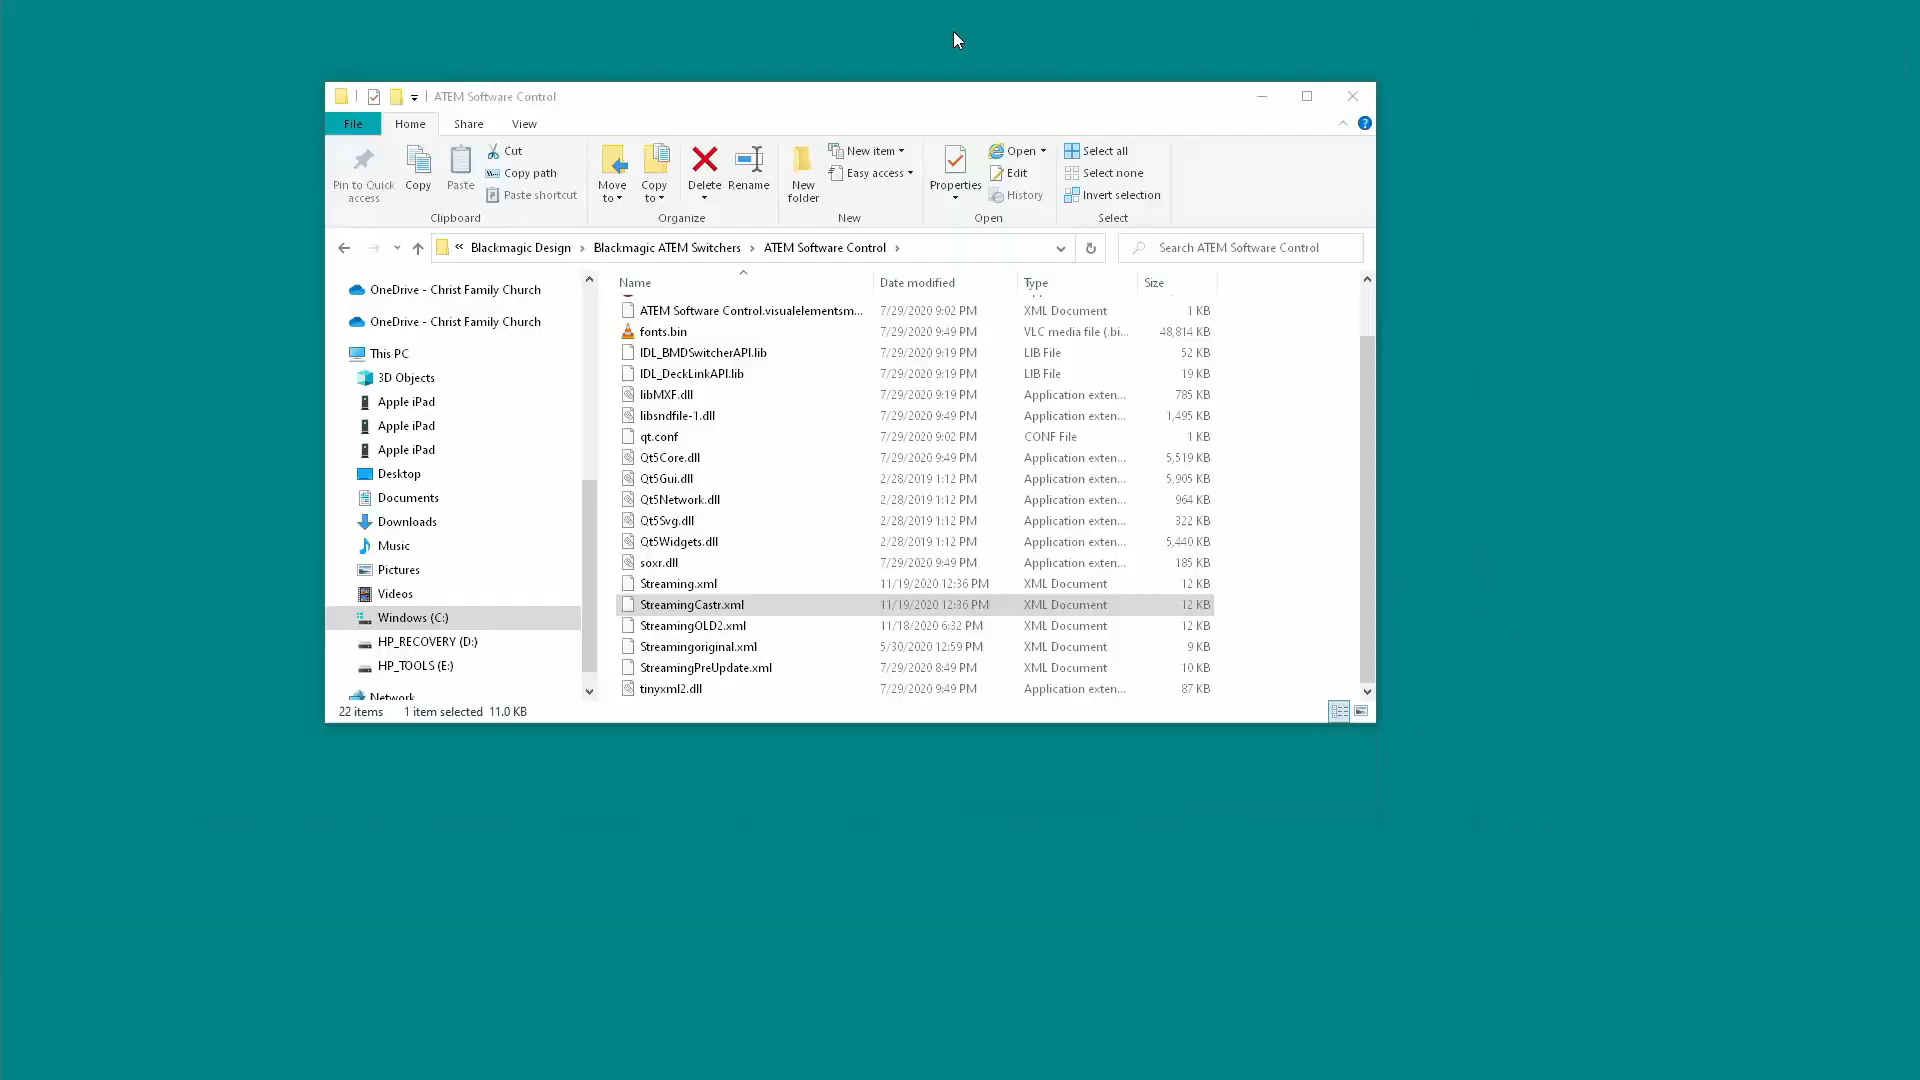 ATEM Software Control
File Home Share View
Pin to Quick access
Copy
Paste
Cut
Copy path
Paste shortcut
Clipboard
Move to
Copy to
Delete
Rename
Organize
New folder
New item
Easy access
New
Properties
Open
Edit
History
Open
Select all
Select none
Invert selection
Select
« Blackmagic Design › Blackmagic ATEM Switchers › ATEM Software Control ›
Search ATEM Software Control
OneDrive - Christ Family Church
OneDrive - Christ Family Church
This PC
3D Objects
Apple iPad
Apple iPad
Apple iPad
Desktop
Documents
Downloads
Music
Pictures
Videos
Windows (C:)
HP_RECOVERY (D:)
HP_TOOLS (E:)
Network
Name Date modified Type Size
ATEM Software Control.visualelementsm... 7/29/2020 9:02 PM XML Document 1 KB
fonts.bin 7/29/2020 9:49 PM VLC media file (.bi... 48,814 KB
IDL_BMDSwitcherAPI.lib 7/29/2020 9:19 PM LIB File 52 KB
IDL_DeckLinkAPI.lib 7/29/2020 9:19 PM LIB File 19 KB
libMXF.dll 7/29/2020 9:19 PM Application exten... 785 KB
libsndfile-1.dll 7/29/2020 9:49 PM Application exten... 1,495 KB
qt.conf 7/29/2020 9:02 PM CONF File 1 KB
Qt5Core.dll 7/29/2020 9:49 PM Application exten... 5,519 KB
Qt5Gui.dll 2/28/2019 1:12 PM Application exten... 5,905 KB
Qt5Network.dll 2/28/2019 1:12 PM Application exten... 964 KB
Qt5Svg.dll 2/28/2019 1:12 PM Application exten... 322 KB
Qt5Widgets.dll 2/28/2019 1:12 PM Application exten... 5,440 KB
soxr.dll 7/29/2020 9:49 PM Application exten... 185 KB
Streaming.xml 11/19/2020 12:36 PM XML Document 12 KB
StreamingCastr.xml 11/19/2020 12:36 PM XML Document 12 KB
StreamingOLD2.xml 11/18/2020 6:32 PM XML Document 12 KB
Streamingoriginal.xml 5/30/2020 12:59 PM XML Document 9 KB
StreamingPreUpdate.xml 7/29/2020 8:49 PM XML Document 10 KB
tinyxml2.dll 7/29/2020 9:49 PM Application exten... 87 KB
22 items 1 item selected 11.0 KB